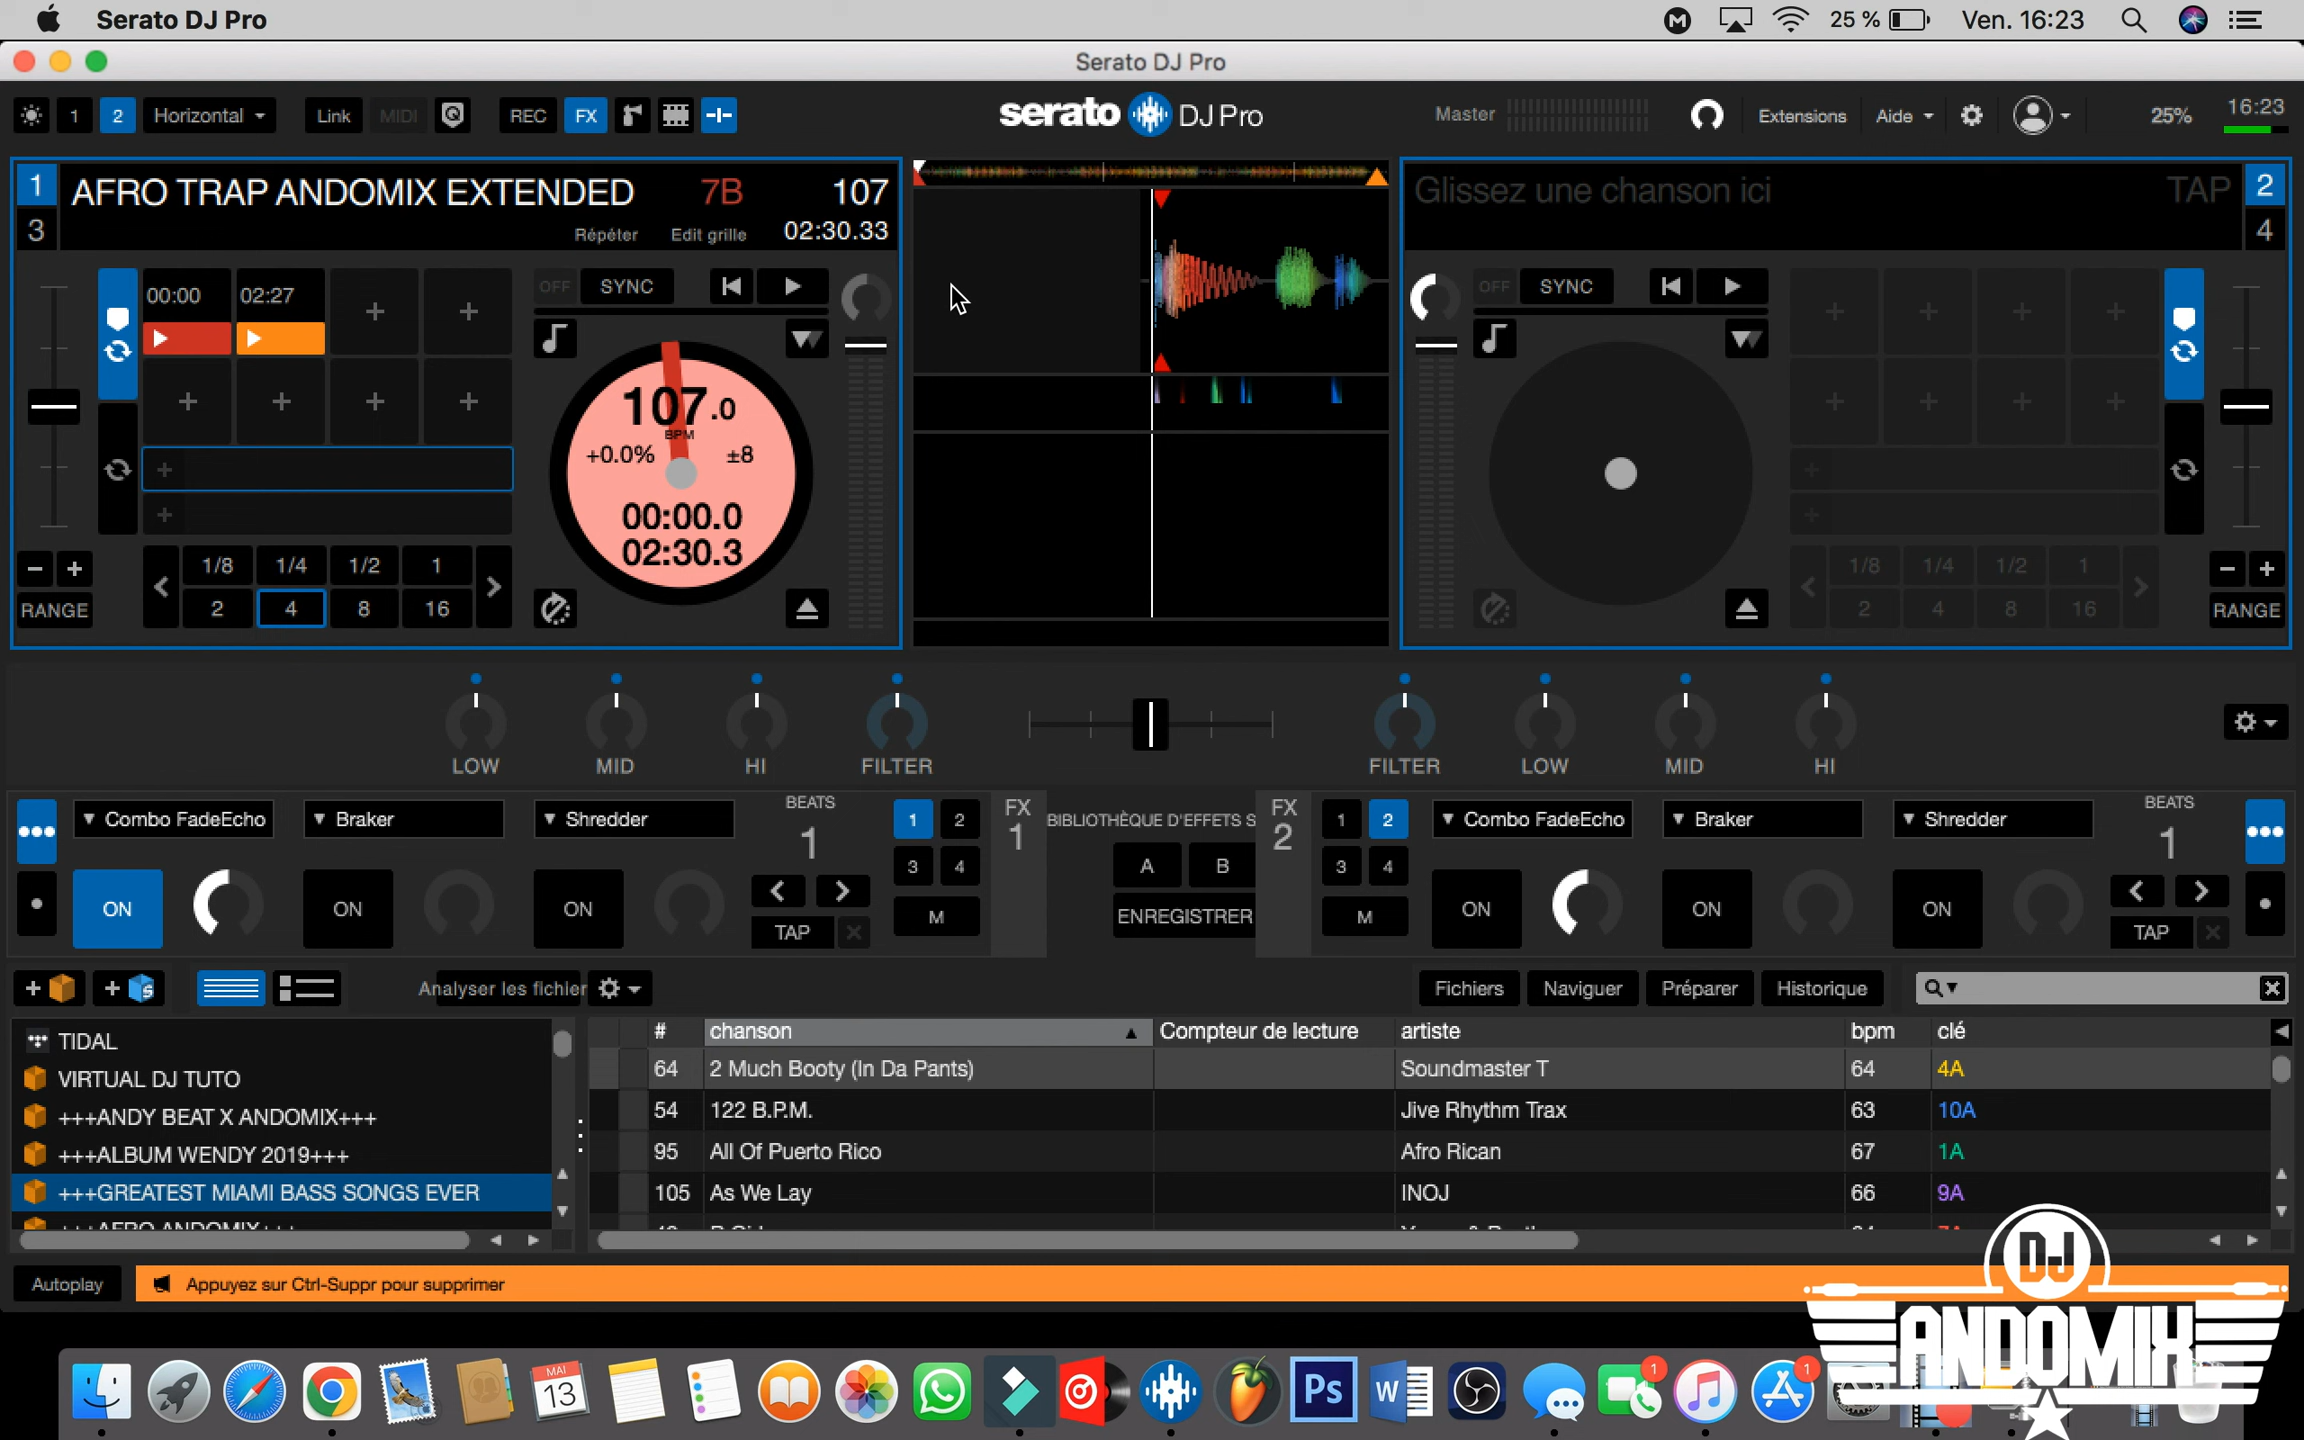 Serato DJ Pro
25 %
Ven. 16:23
Serato DJ Pro
1 2 Horizontal Link MIDI REC FX
serato DJ Pro
Master
Extensions Aide 25% 16:23
1 AFRO TRAP ANDOMIX EXTENDED 7B 107
3 Répéter Edit grille 02:30.33
Glissez une chanson ici TAP 2
4
00:00 02:27
OFF SYNC
107.0
BPM
+0.0% ±8
00:00.0
02:30.3
1/8 1/4 1/2 1
2 4 8 16
RANGE
OFF SYNC
1/8 1/4 1/2 1
2 4 8 16
RANGE
LOW MID HI FILTER
FILTER LOW MID HI
Combo FadeEcho Braker Shredder BEATS 1 1 2 FX 1
BIBLIOTHÈQUE D'EFFETS S
FX 2 1 2 Combo FadeEcho Braker Shredder BEATS 1
3 4 A B 3 4
ON ON ON TAP M ENREGISTRER M ON ON ON TAP
Analyser les fichier
Fichiers Naviguer Préparer Historique
# chanson Compteur de lecture artiste bpm clé
TIDAL
VIRTUAL DJ TUTO
+++ANDY BEAT X ANDOMIX+++
+++ALBUM WENDY 2019+++
+++GREATEST MIAMI BASS SONGS EVER
+++AFRO ANDOMIX+++
64 2 Much Booty (In Da Pants) Soundmaster T 64 4A
54 122 B.P.M. Jive Rhythm Trax 63 10A
95 All Of Puerto Rico Afro Rican 67 1A
105 As We Lay INOJ 66 9A
Autoplay
Appuyez sur Ctrl-Suppr pour supprimer
DJ
ANDOMIX
MAI
13
Ps
W
1
1